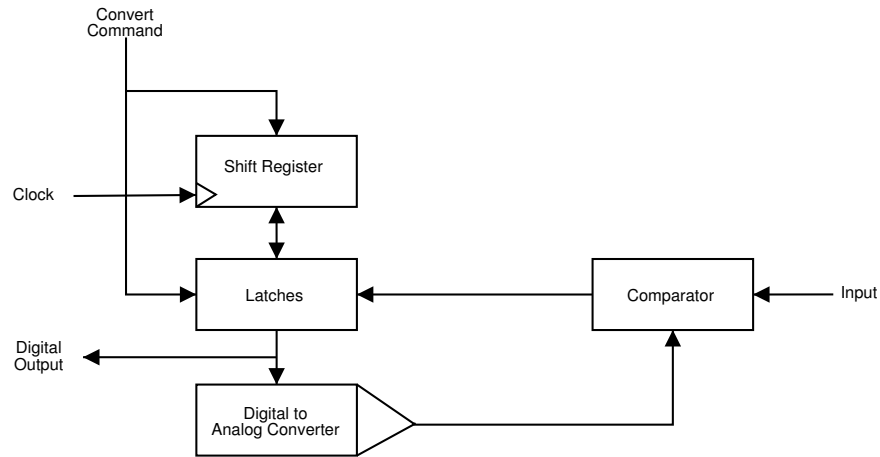 Convert
Command
Shift Register
Clock
Latches
Comparator
Input
Digital
Output
Digital to
Analog Converter